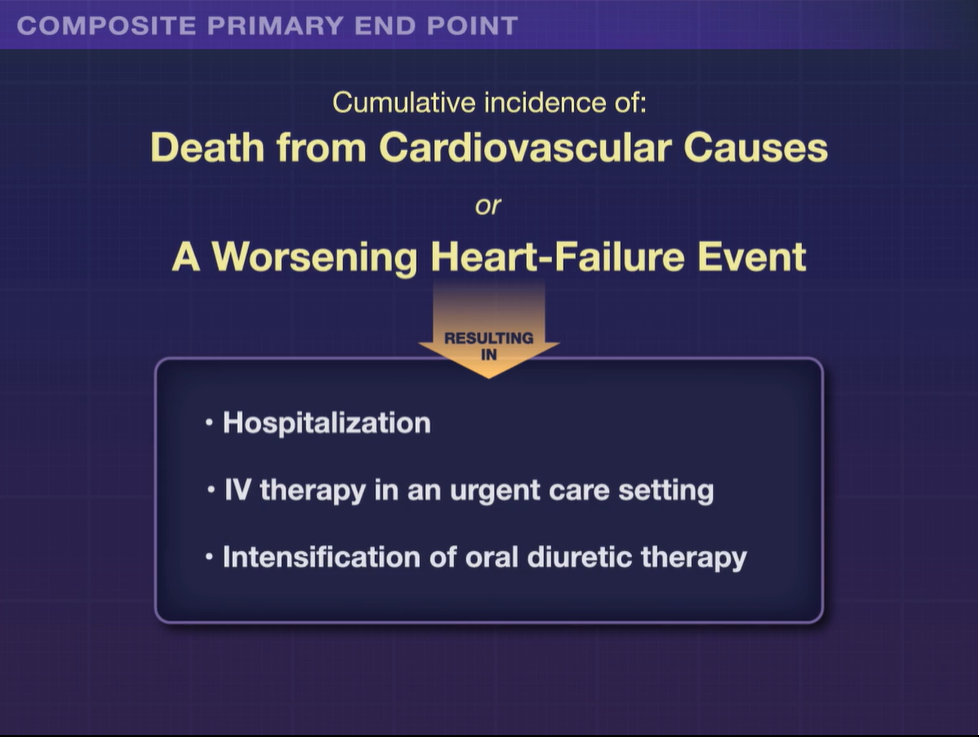 COMPOSITE PRIMARY END POINT
Cumulative incidence of:
Death from Cardiovascular Causes
or
A Worsening Heart-Failure Event
RESULTING
IN
• Hospitalization
• IV therapy in an urgent care setting
• Intensification of oral diuretic therapy